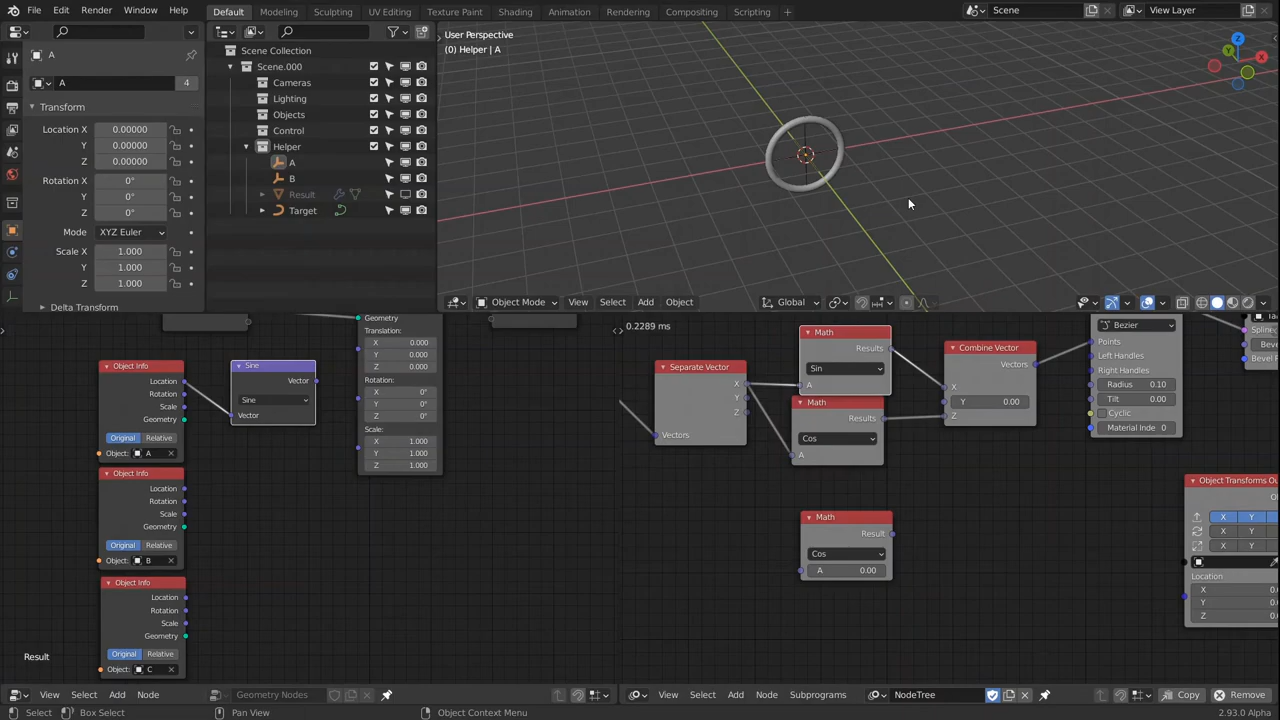 File Edit Render Window Help Default Modeling Sculpting UV Editing Texture Paint Shading Animation Rendering Compositing Scripting Scene View Layer
A
A 4
Transform
Location X 0.00000
Y 0.00000
Z 0.00000
Rotation X 0°
Y 0°
Z 0°
Mode XYZ Euler
Scale X 1.000
Y 1.000
Z 1.000
Delta Transform
Scene Collection
Scene.000
Cameras
Lighting
Objects
Control
Helper
A
B
Result
Target
User Perspective
(0) Helper | A
Z
Y
X
Object Mode View Select Add Object Global
Object Info
Location
Rotation
Scale
Geometry
Original Relative
Object: A
Object Info
Location
Rotation
Scale
Geometry
Original Relative
Object: B
Object Info
Location
Rotation
Scale
Geometry
Original Relative
Object: C
Sine
Vector
Sine
Vector
Geometry
Translation:
X 0.000
Y 0.000
Z 0.000
Rotation:
X 0°
Y 0°
Z 0°
Scale:
X 1.000
Y 1.000
Z 1.000
Result
0.2289 ms
Separate Vector
X
Y
Z
Vectors
Math
Results
Sin
A
Math
Results
Cos
A
Math
Result
Cos
A 0.00
Combine Vector
Vectors
X
Y 0.00
Z
Bezier
Points
Left Handles
Right Handles
Radius 0.10
Tilt 0.00
Cyclic
Material Inde 0
Spline
Object Transforms Ou
X Y
X Y
X Y
Location
X 0.
Y 0.
Z 0.
View Select Add Node Geometry Nodes
View Select Add Node Subprograms NodeTree Copy Remove
Select Box Select Pan View Object Context Menu 2.93.0 Alpha